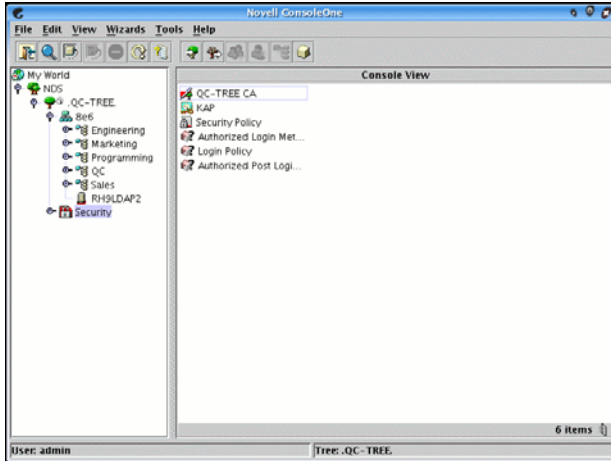 Novell ConsoleOne
File Edit View Wizards Tools Help
My World
NDS
.QC-TREE.
8e6
Engineering
Marketing
Programming
QC
Sales
RH9LDAP2
Security
Console View
QC-TREE CA
KAP
Security Policy
Authorized Login Met...
Login Policy
Authorized Post Logi...
6 items
User: admin
Tree: .QC-TREE.